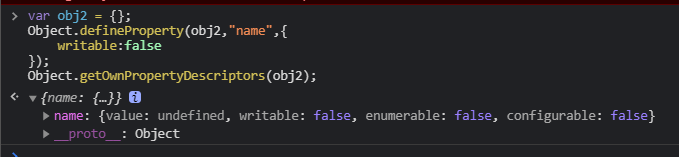 > var obj2 = {};
Object.defineProperty(obj2,"name",{
    writable:false
});
Object.getOwnPropertyDescriptors(obj2);
▼ {name: {…}} i
▶ name: {value: undefined, writable: false, enumerable: false, configurable: false}
▶ __proto__: Object
>